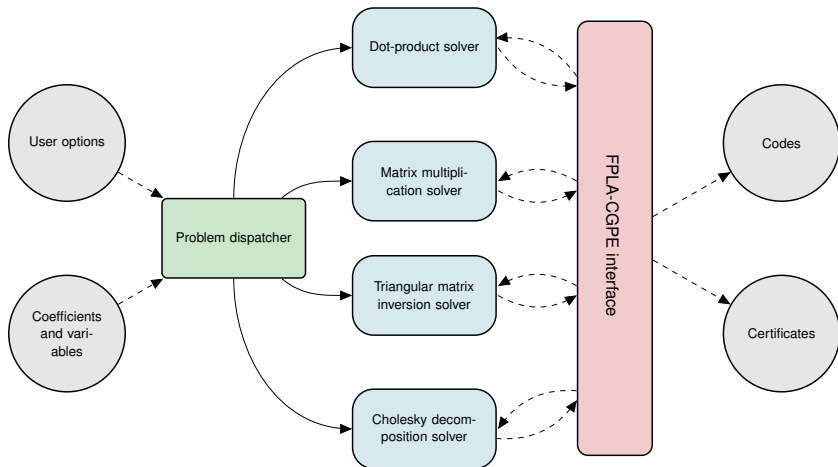 User options
Coefficients
and vari-
ables
Problem dispatcher
Dot-product solver
Matrix multipli-
cation solver
Triangular matrix
inversion solver
Cholesky decom-
position solver
FPLA-CGPE interface
Codes
Certificates